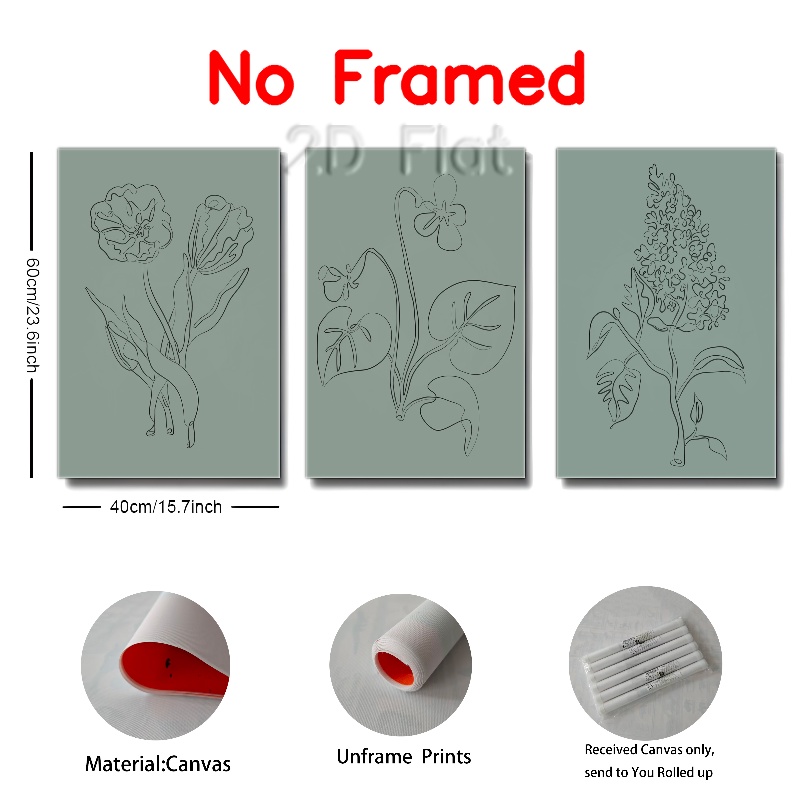 No Framed
2D Flat
60cm/23.6inch
40cm/15.7inch
Material:Canvas
Unframe Prints
Received Canvas only,
send to You Rolled up